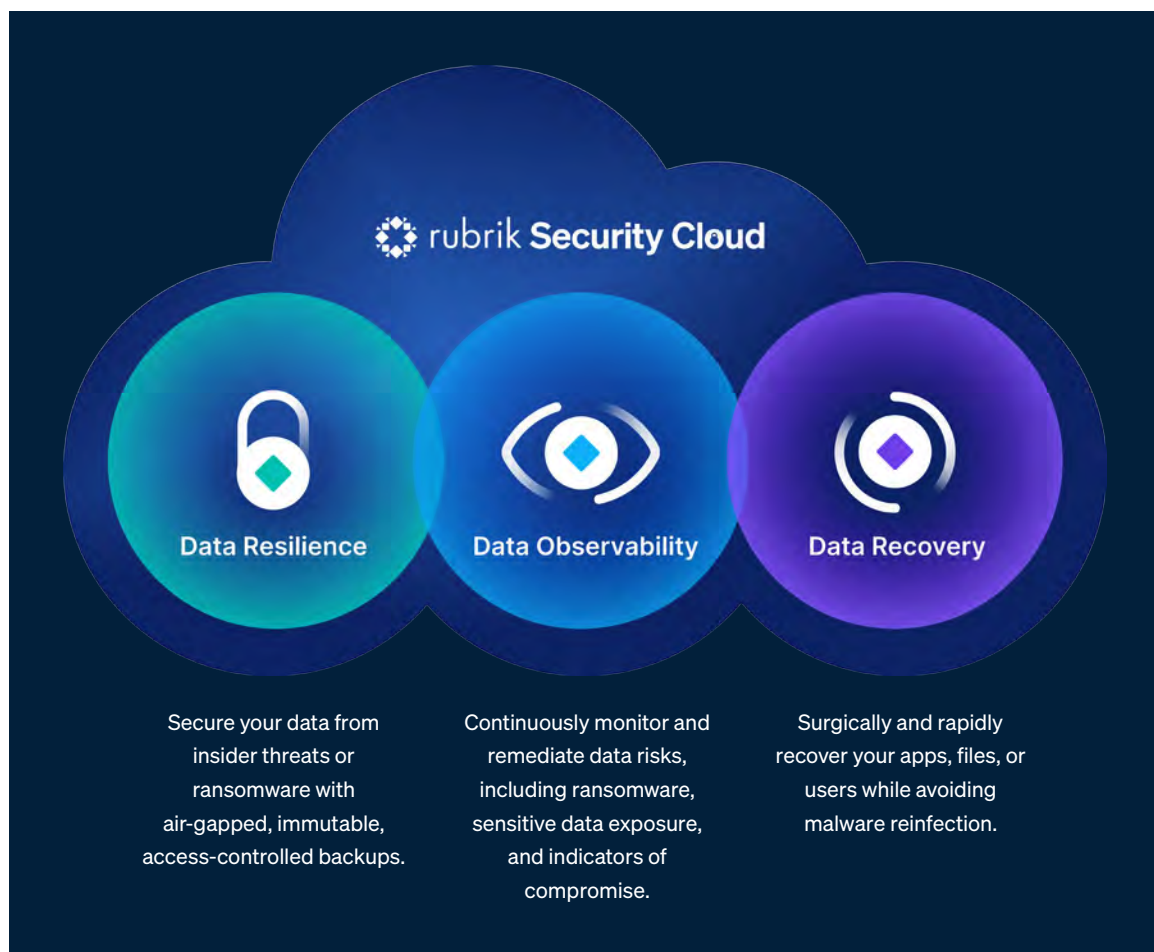 rubrik Security Cloud
Data Resilience
Data Observability
Data Recovery
Secure your data from
insider threats or
ransomware with
air-gapped, immutable,
access-controlled backups.
Continuously monitor and
remediate data risks,
including ransomware,
sensitive data exposure,
and indicators of
compromise.
Surgically and rapidly
recover your apps, files, or
users while avoiding
malware reinfection.